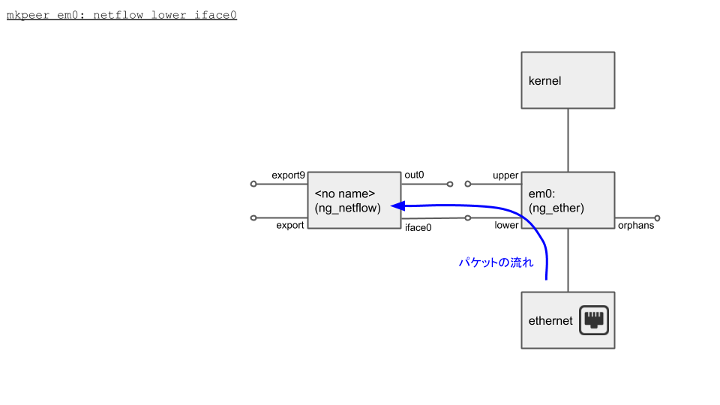 mkpeer em0: netflow lower iface0
kernel
export9
out0
upper
<no name>
(ng_netflow)
em0:
(ng_ether)
export
iface0
lower
orphans
パケットの流れ
ethernet